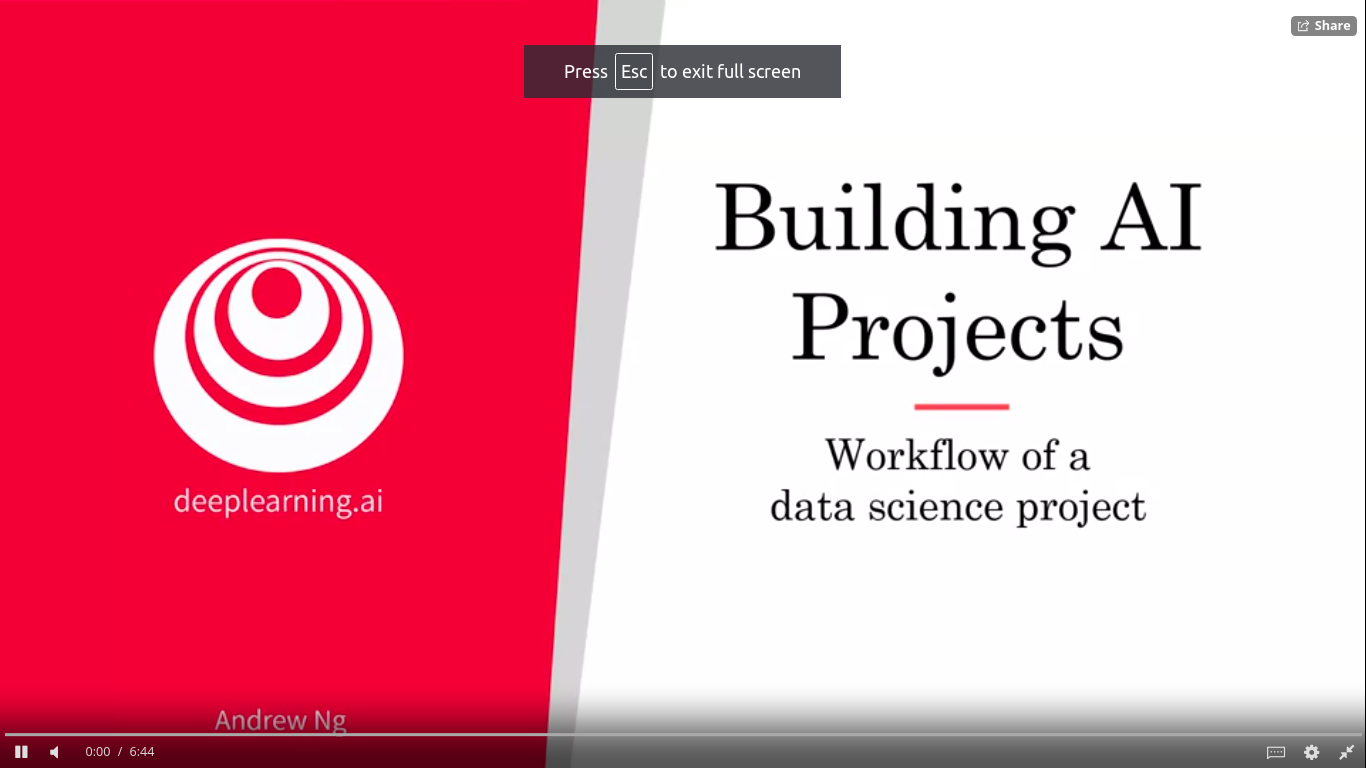 Share
Press Esc to exit full screen
Building AI
Projects
Workflow of a
data science project
deeplearning.ai
Andrew Ng
0:00 / 6:44